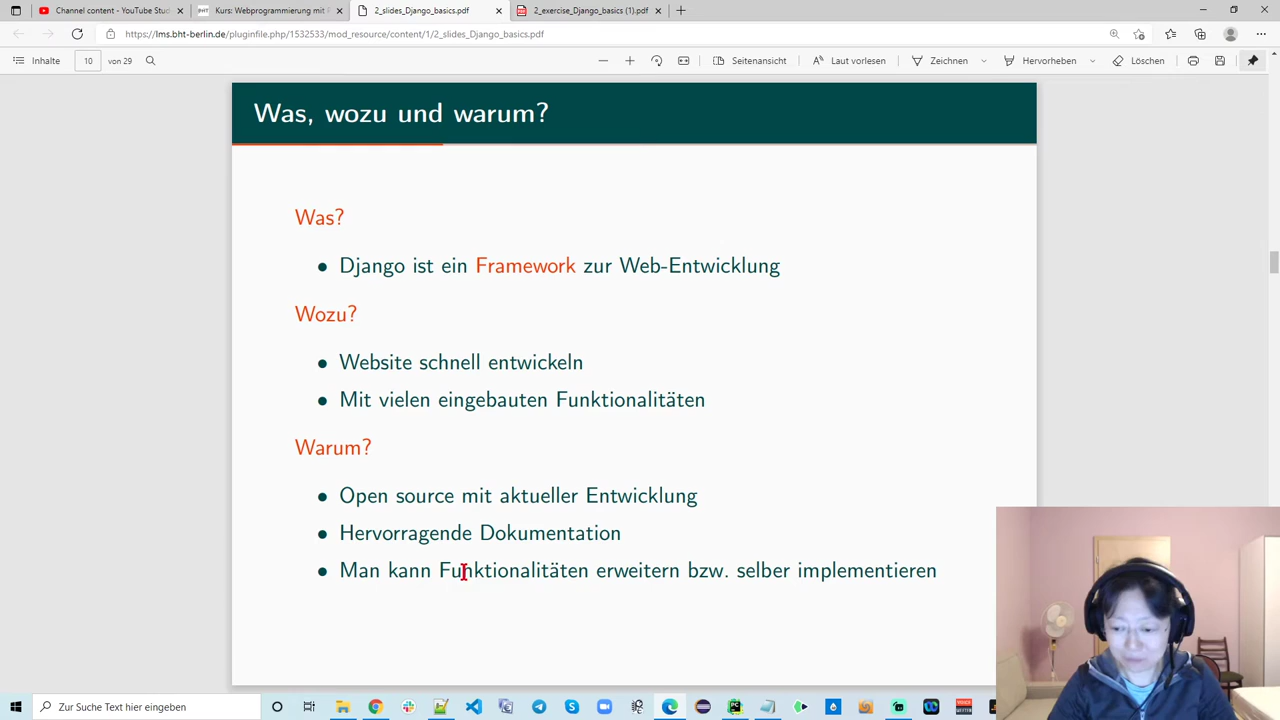 Channel content - YouTube Stud
Kurs: Webprogrammierung mit P
2_slides_Django_basics.pdf
2_exercise_Django_basics (1).pdf
https://lms.bht-berlin.de/pluginfile.php/1532533/mod_resource/content/1/2_slides_Django_basics.pdf
Inhalte
10
von 29
Seitenansicht
Laut vorlesen
Zeichnen
Hervorheben
Löschen
Was, wozu und warum?
Was?
• Django ist ein Framework zur Web-Entwicklung
Wozu?
• Website schnell entwickeln
• Mit vielen eingebauten Funktionalitäten
Warum?
• Open source mit aktueller Entwicklung
• Hervorragende Dokumentation
• Man kann Funktionalitäten erweitern bzw. selber implementieren
Zur Suche Text hier eingeben